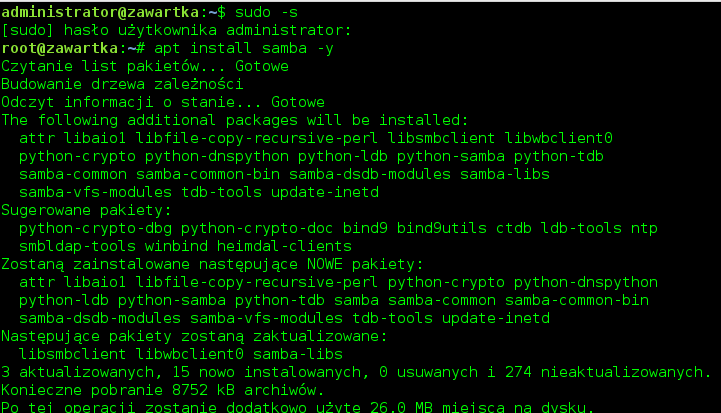 administrator@zawartka:~$ sudo -s
[sudo] hasło użytkownika administrator:
root@zawartka:~# apt install samba -y
Czytanie list pakietów... Gotowe
Budowanie drzewa zależności
Odczyt informacji o stanie... Gotowe
The following additional packages will be installed:
  attr libaio1 libfile-copy-recursive-perl libsmbclient libwbclient0
  python-crypto python-dnspython python-ldb python-samba python-tdb
  samba-common samba-common-bin samba-dsdb-modules samba-libs
  samba-vfs-modules tdb-tools update-inetd
Sugerowane pakiety:
  python-crypto-dbg python-crypto-doc bind9 bind9utils ctdb ldb-tools ntp
  smbldap-tools winbind heimdal-clients
Zostaną zainstalowane następujące NOWE pakiety:
  attr libaio1 libfile-copy-recursive-perl python-crypto python-dnspython
  python-ldb python-samba python-tdb samba samba-common samba-common-bin
  samba-dsdb-modules samba-vfs-modules tdb-tools update-inetd
Następujące pakiety zostaną zaktualizowane:
  libsmbclient libwbclient0 samba-libs
3 aktualizowanych, 15 nowo instalowanych, 0 usuwanych i 274 nieaktualizowanych.
Konieczne pobranie 8752 kB archiwów.
Po tej operacji zostanie dodatkowo użyte 26,0 MB miejsca na dysku.